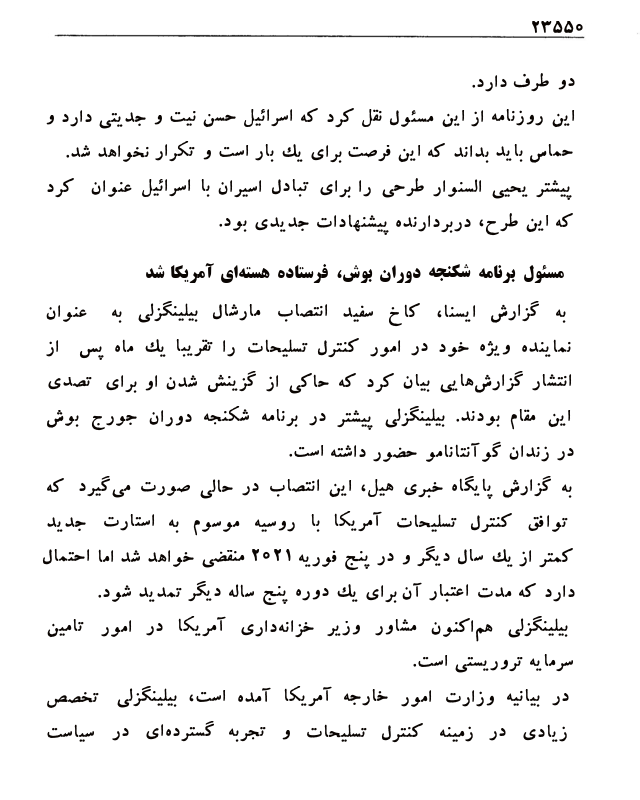 ۲۳۵۵۰
دو طرف دارد.
این روزنامه از این مسئول نقل کرد که اسرائیل حسن نیت و جدیتی دارد و
حماس باید بداند که این فرصت برای یك بار است و تکرار نخواهد شد.
پیشتر یحیی السنوار طرحی را برای تبادل اسیران با اسرائیل عنوان کرد
که این طرح، دربردارنده پیشنهادات جدیدی بود.
مسئول برنامه شکنجه دوران بوش، فرستاده هسته‌ای آمریکا شد
به گزارش ایسنا، کاخ سفید انتصاب مارشال بیلینگزلی به عنوان
نماینده ویژه خود در امور کنترل تسلیحات را تقریبا یك ماه پس از
انتشار گزارش‌هایی بیان کرد که حاکی از گزینش شدن او برای تصدی
این مقام بودند. بیلینگزلی پیشتر در برنامه شکنجه دوران جورج بوش
در زندان گوآنتانامو حضور داشته است.
به گزارش پایگاه خبری هیل، این انتصاب در حالی صورت می‌گیرد که
توافق کنترل تسلیحات آمریکا با روسیه موسوم به استارت جدید
کمتر از یك سال دیگر و در پنج فوریه ۲۰۲۱ منقضی خواهد شد اما احتمال
دارد که مدت اعتبار آن برای یك دوره پنج ساله دیگر تمدید شود.
بیلینگزلی هم‌اکنون مشاور وزیر خزانه‌داری آمریکا در امور تامین
سرمایه تروریستی است.
در بیانیه وزارت امور خارجه آمریکا آمده است، بیلینگزلی تخصص
زیادی در زمینه کنترل تسلیحات و تجربه گسترده‌ای در سیاست